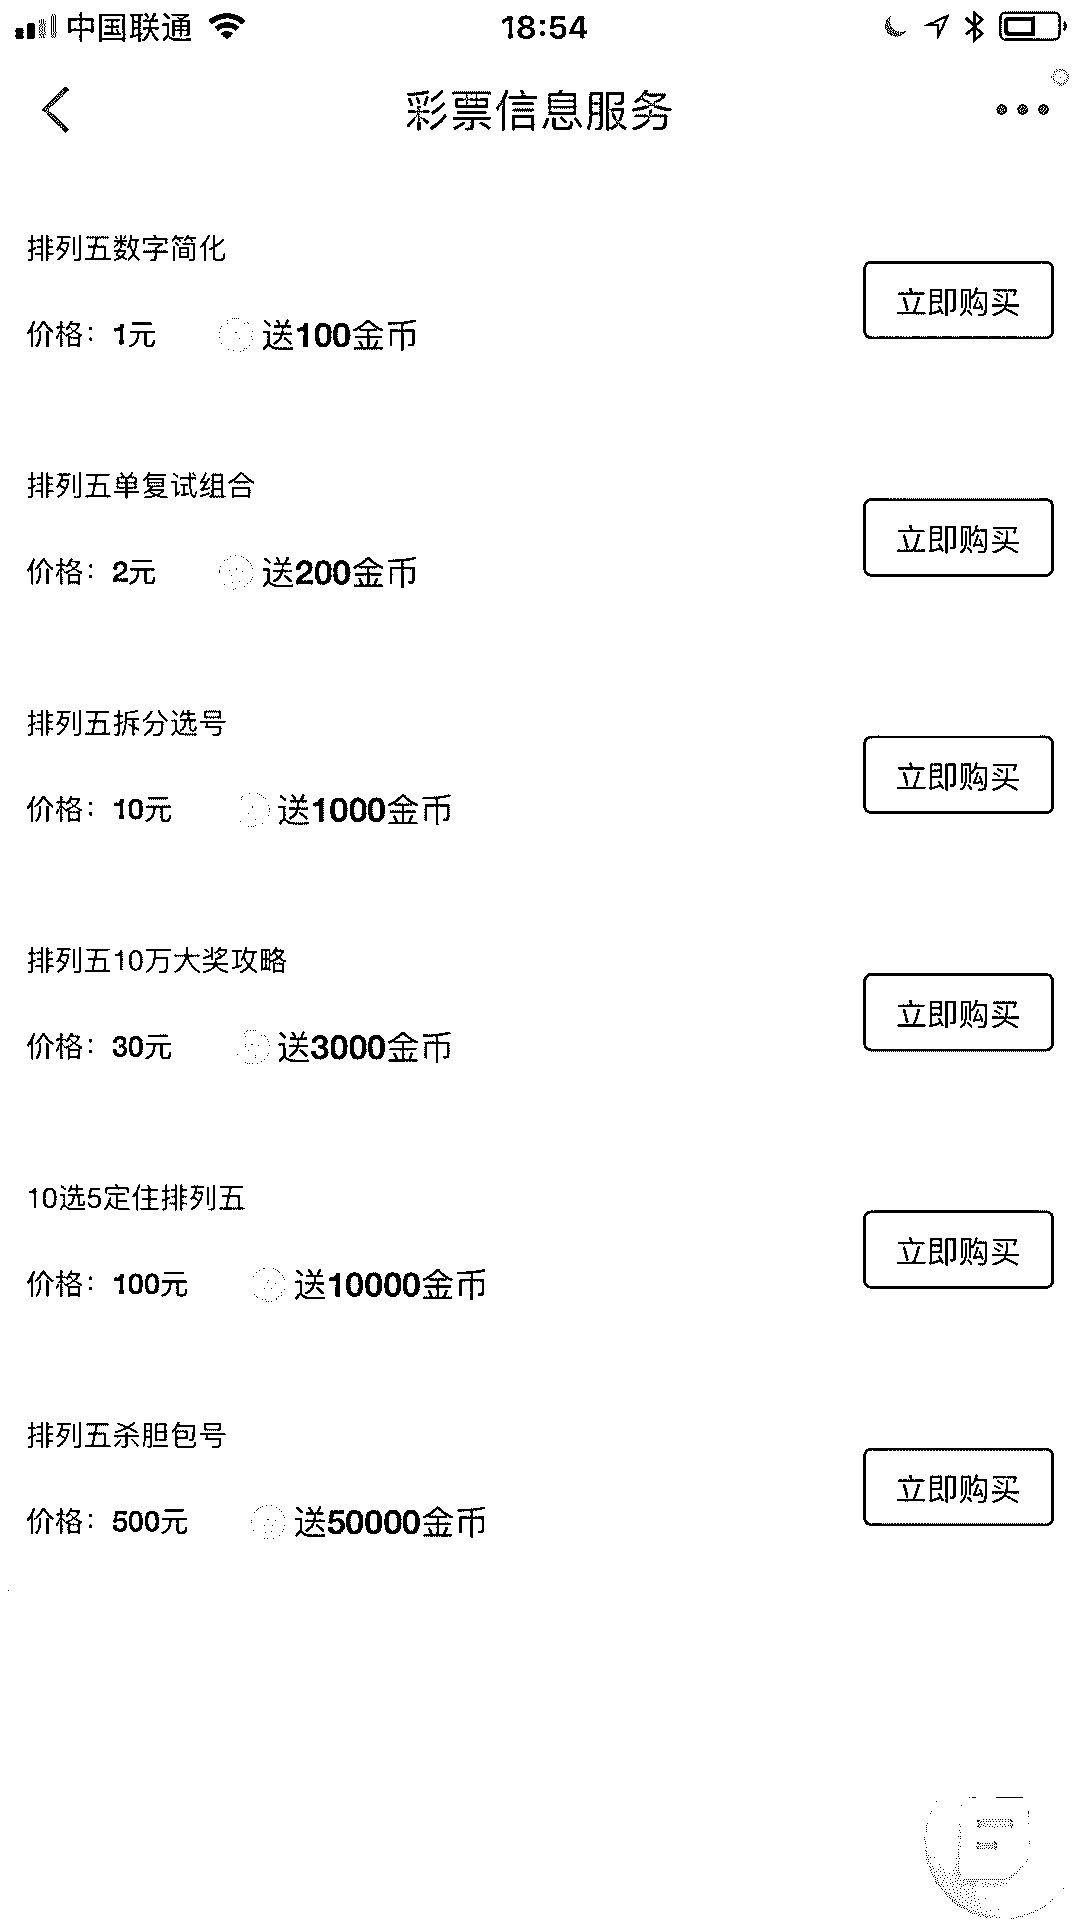 中国联通 18:54
彩票信息服务
排列五数字简化
价格：1元 送100金币 立即购买
排列五单复试组合
价格：2元 送200金币 立即购买
排列五拆分选号
价格：10元 送1000金币 立即购买
排列五10万大奖攻略
价格：30元 送3000金币 立即购买
10选5定住排列五
价格：100元 送10000金币 立即购买
排列五杀胆包号
价格：500元 送50000金币 立即购买